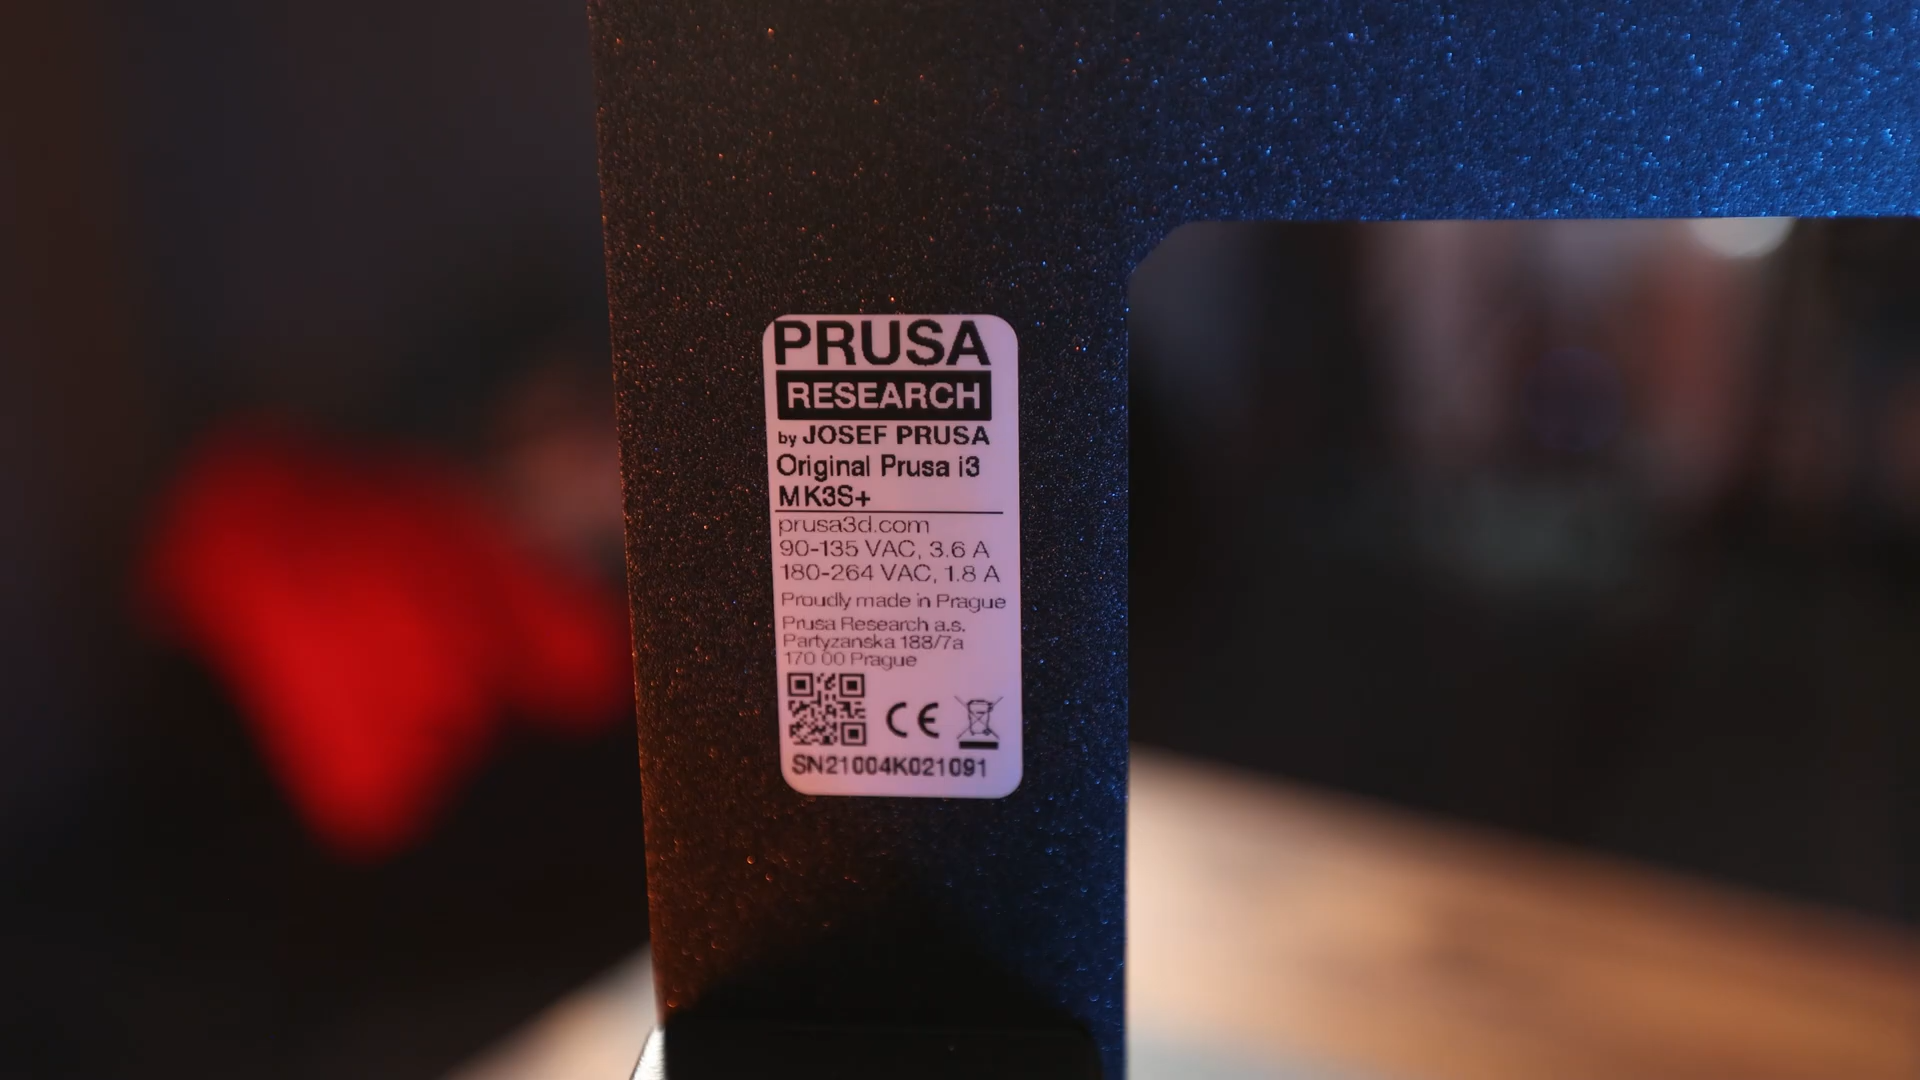 PRUSA
RESEARCH
by JOSEF PRUSA
Original Prusa i3
MK3S+
prusa3d.com
90-135 VAC, 3.6 A
180-264 VAC, 1.8 A
Proudly made in Prague
Prusa Research a.s.
Partyzanska 188/7a
170 00 Prague
CE
SN21004K021091